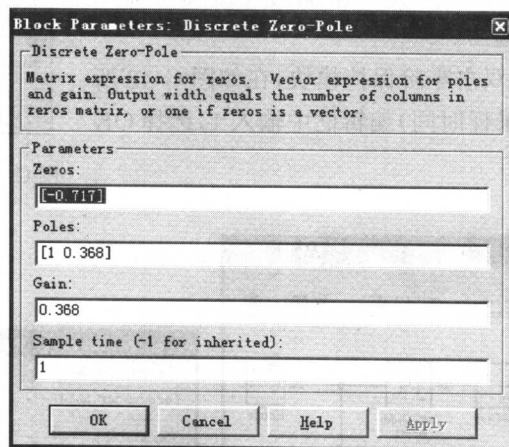 Block Parameters: Discrete Zero-Pole
Discrete Zero-Pole
Matrix expression for zeros. Vector expression for poles
and gain. Output width equals the number of columns in
zeros matrix, or one if zeros is a vector.
Parameters
Zeros:
[-0.717]
Poles:
[1 0.368]
Gain:
0.368
Sample time (-1 for inherited):
1
OK Cancel Help Apply